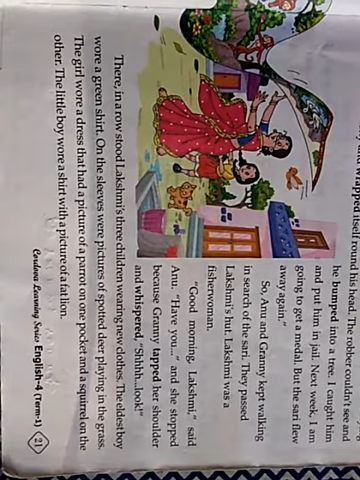 itself round his head. The robber couldn't see and
he bumped into a tree. I caught him
and put him in jail. Next week, I am
going to get a medal. But the sari flew
away again."
So, Anu and Granny kept walking
in search of the sari. They passed
Lakshmi's hut. Lakshmi was a
fisherwoman.
"Good morning, Lakshmi," said
Anu. "Have you..." and she stopped
because Granny tapped her shoulder
and whispered, "Shhhh...look!"
There, in a row stood Lakshmi's three children wearing new clothes. The eldest boy
wore a green shirt. On the sleeves were pictures of spotted deer playing in the grass.
The girl wore a dress that had a picture of a parrot on one pocket and a squirrel on the
other. The little boy wore a shirt with a picture of a fat lion.
Cordova Learning Series English-4 (Term-1) 21